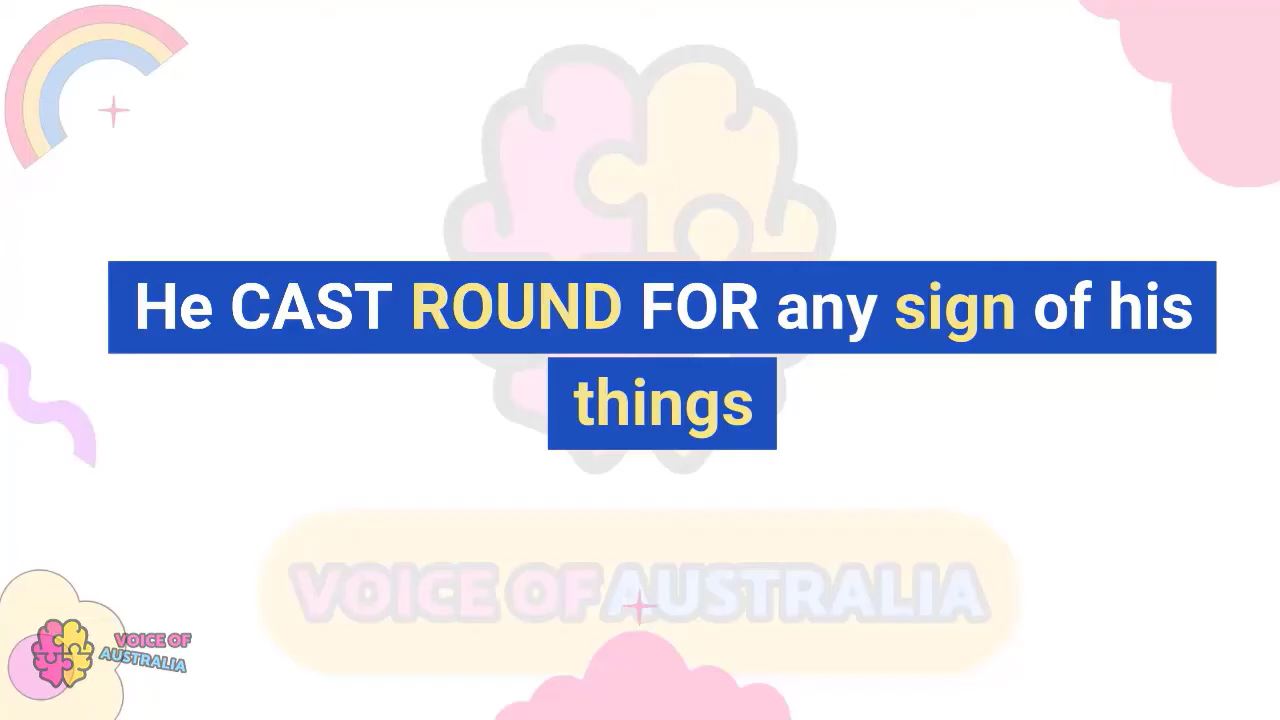 He CAST ROUND FOR any sign of his
things
VOICE OF AUSTRALIA
VOICE OF
AUSTRALIA